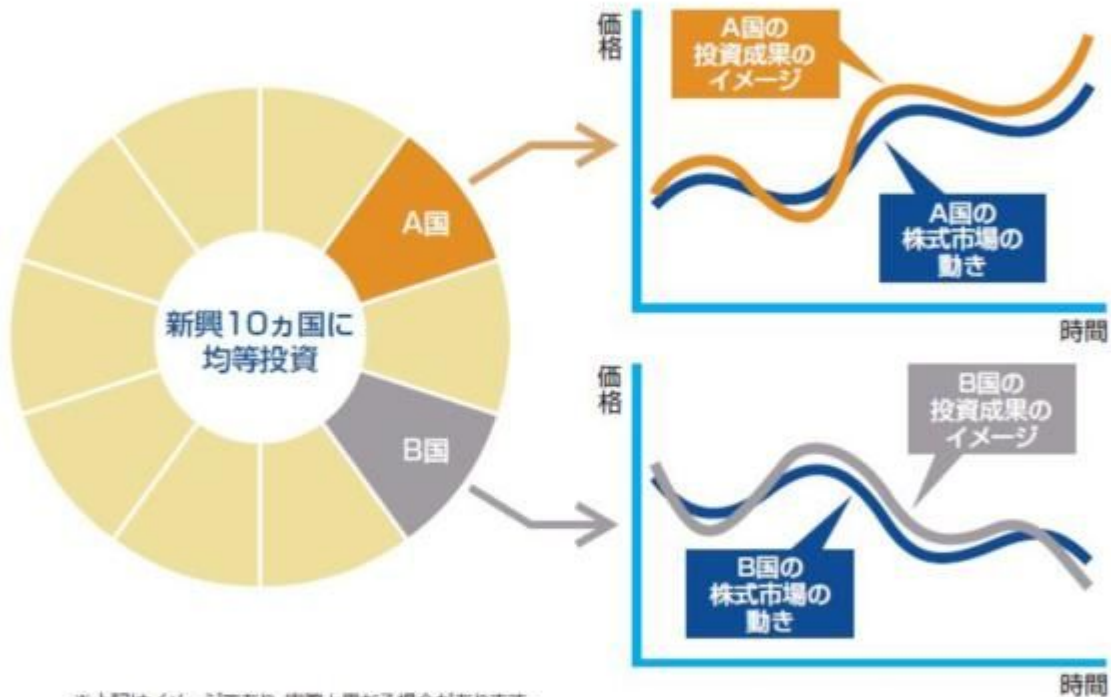 新興10ヵ国に
均等投資
A国
B国
価格
A国の
投資成果の
イメージ
A国の
株式市場の
動き
時間
価格
B国の
投資成果の
イメージ
B国の
株式市場の
動き
時間